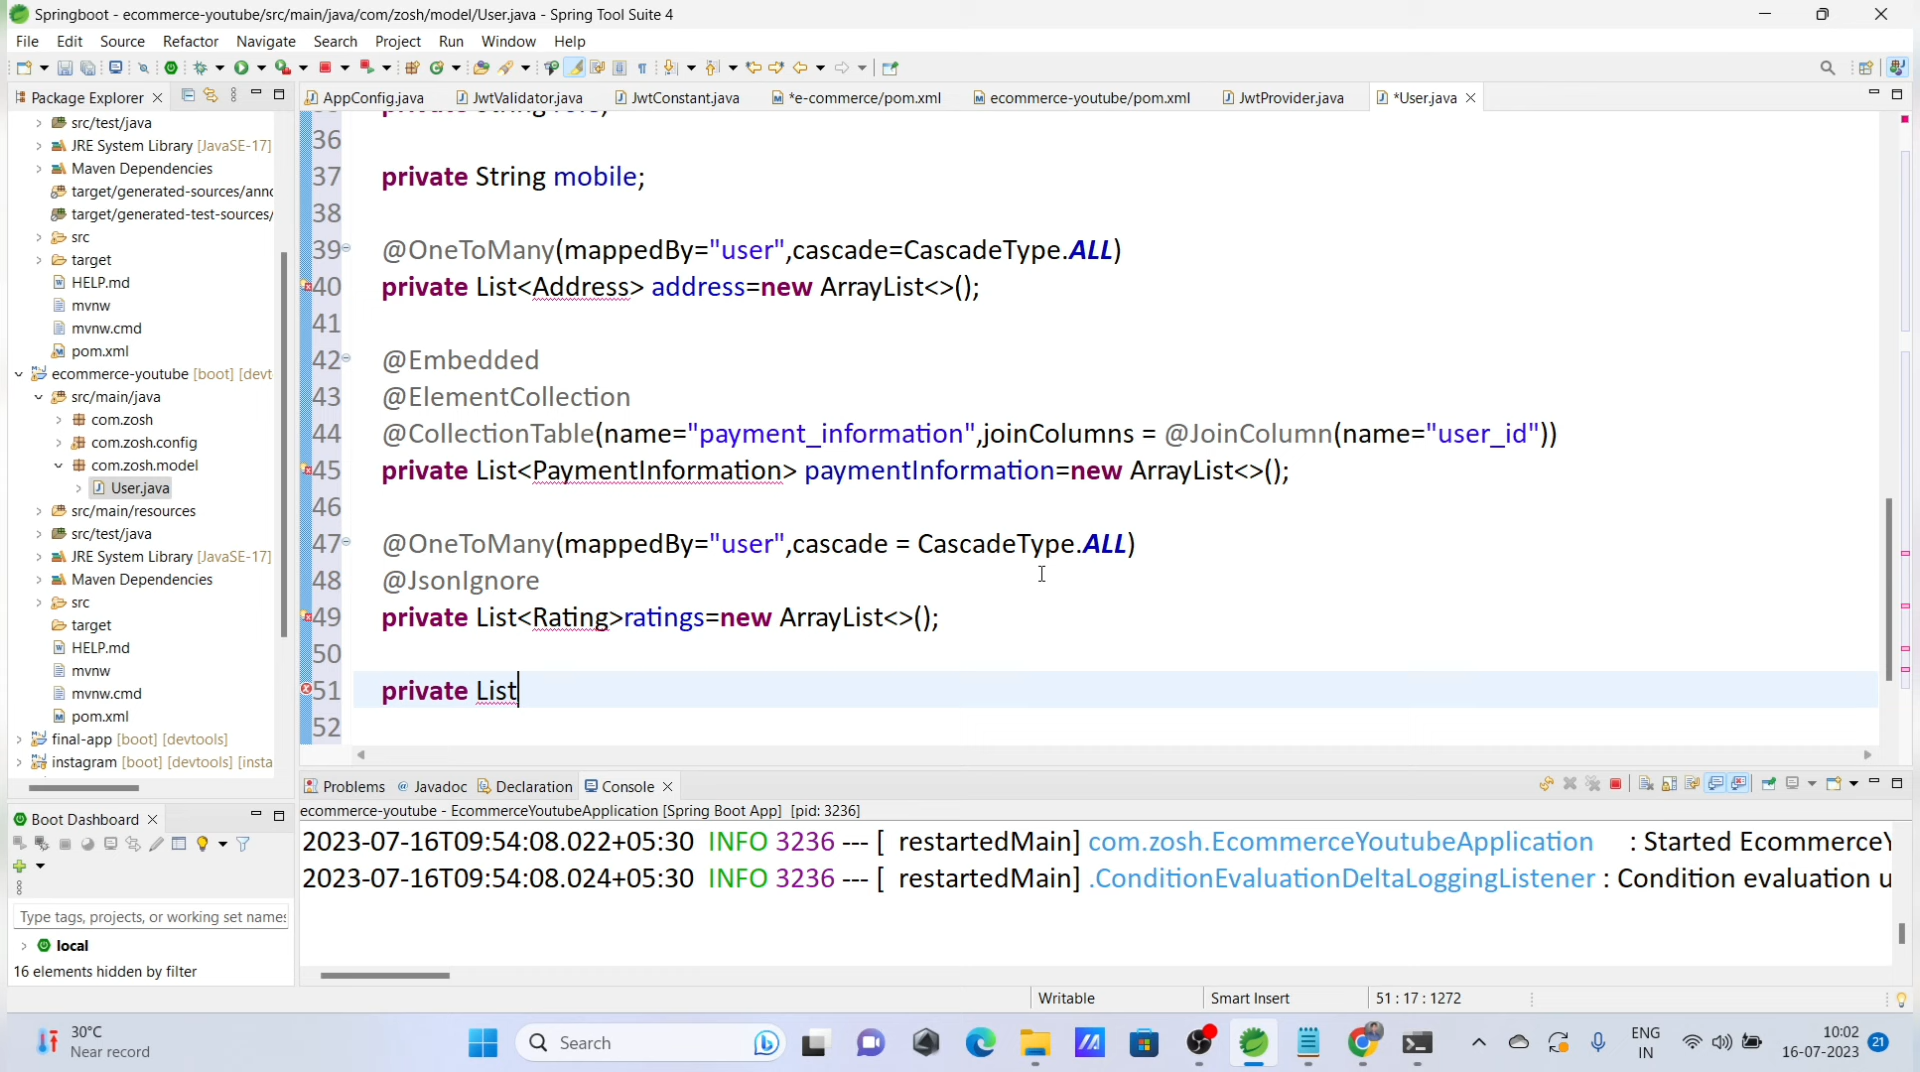 Springboot - ecommerce-youtube/src/main/java/com/zosh/model/User.java - Spring Tool Suite 4
File Edit Source Refactor Navigate Search Project Run Window Help
Package Explorer
AppConfig.java JwtValidator.java JwtConstant.java *e-commerce/pom.xml ecommerce-youtube/pom.xml JwtProvider.java *User.java
src/test/java
JRE System Library [JavaSE-17]
Maven Dependencies
target/generated-sources/anno
target/generated-test-sources/
src
target
HELP.md
mvnw
mvnw.cmd
pom.xml
ecommerce-youtube [boot] [devt
src/main/java
com.zosh
com.zosh.config
com.zosh.model
User.java
src/main/resources
src/test/java
JRE System Library [JavaSE-17]
Maven Dependencies
src
target
HELP.md
mvnw
mvnw.cmd
pom.xml
final-app [boot] [devtools]
instagram [boot] [devtools] [insta
36
37 private String mobile;
38
39 @OneToMany(mappedBy="user",cascade=CascadeType.ALL)
40 private List<Address> address=new ArrayList<>();
41
42 @Embedded
43 @ElementCollection
44 @CollectionTable(name="payment_information",joinColumns = @JoinColumn(name="user_id"))
45 private List<PaymentInformation> paymentInformation=new ArrayList<>();
46
47 @OneToMany(mappedBy="user",cascade = CascadeType.ALL)
48 @JsonIgnore
49 private List<Rating>ratings=new ArrayList<>();
50
51 private List
52
Boot Dashboard
Type tags, projects, or working set names
local
16 elements hidden by filter
Problems Javadoc Declaration Console
ecommerce-youtube - EcommerceYoutubeApplication [Spring Boot App] [pid: 3236]
2023-07-16T09:54:08.022+05:30 INFO 3236 --- [ restartedMain] com.zosh.EcommerceYoutubeApplication : Started EcommerceY
2023-07-16T09:54:08.024+05:30 INFO 3236 --- [ restartedMain] .ConditionEvaluationDeltaLoggingListener : Condition evaluation u
Writable Smart Insert 51 : 17 : 1272
30°C
Near record
Search
ENG
IN
10:02
16-07-2023
21